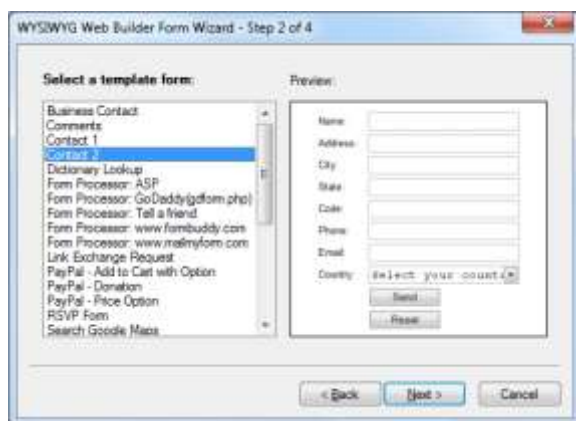 WYSIWYG Web Builder Form Wizard - Step 2 of 4
Select a template form:
Business Contact
Comments
Contact 1
Contact 2
Dictionary Lookup
Form Processor: ASP
Form Processor: GoDaddy(gdform.php)
Form Processor: Tell a friend
Form Processor: www.formbuddy.com
Form Processor: www.mailmyform.com
Link Exchange Request
PayPal - Add to Cart with Option
PayPal - Donation
PayPal - Price Option
RSVP Form
Search Google Maps
Preview:
Name:
Address:
City:
State:
Code:
Phone:
Email:
Country: Select your count
Send
Reset
< Back
Next >
Cancel